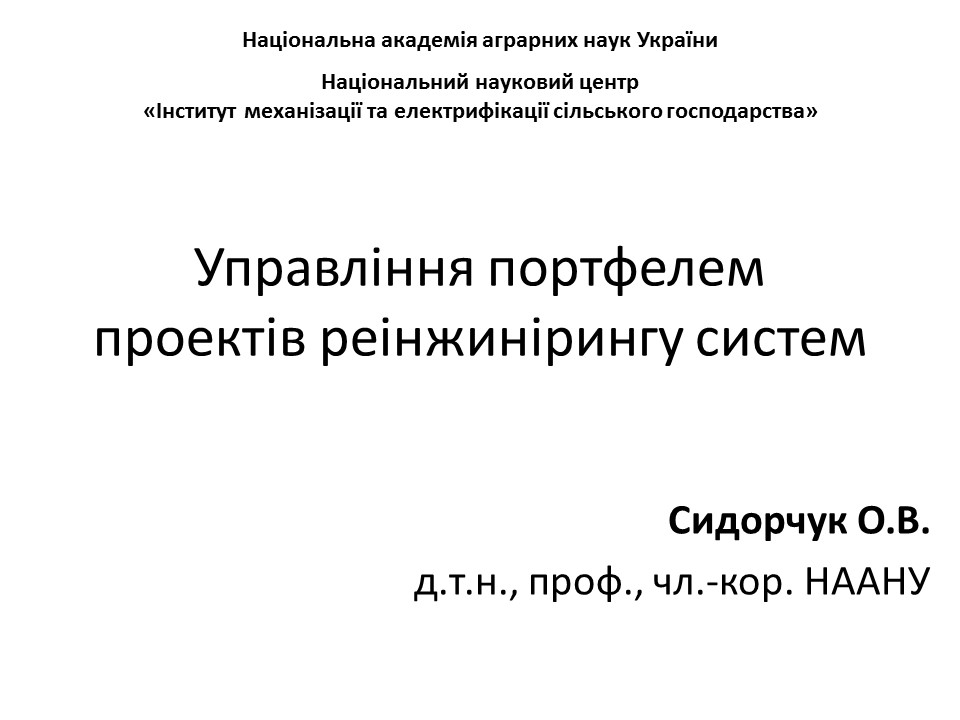 Національна академія аграрних наук України
Національний науковий центр
«Інститут механізації та електрифікації сільського господарства»
Управління портфелем
проектів реінжинірингу систем
Сидорчук О.В.
д.т.н., проф., чл.-кор. НААНУ